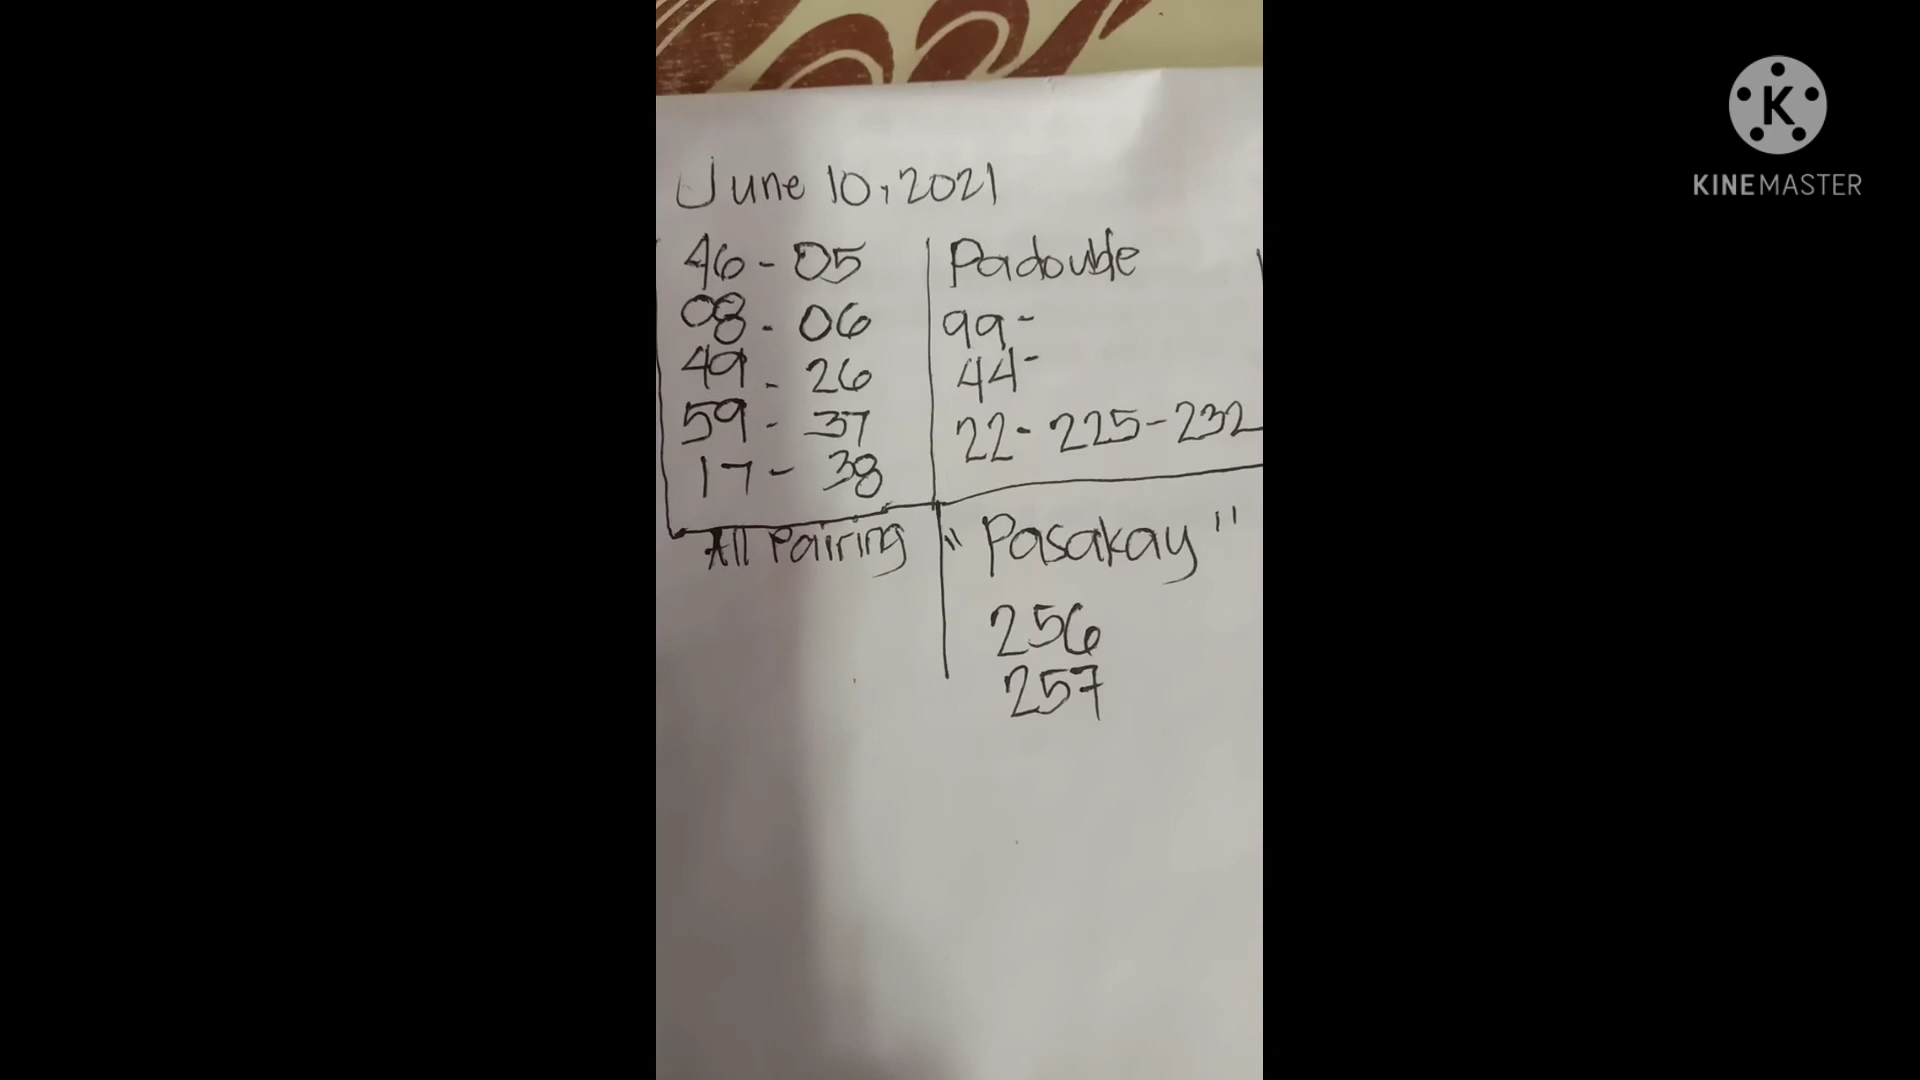 June 10, 2021
46 - 05
08 - 06
49 - 26
59 - 37
17 - 38
All Pairing
Padouble
99 -
44 -
22 - 225 - 232
"Pasakay"
256
257
K
KINEMASTER